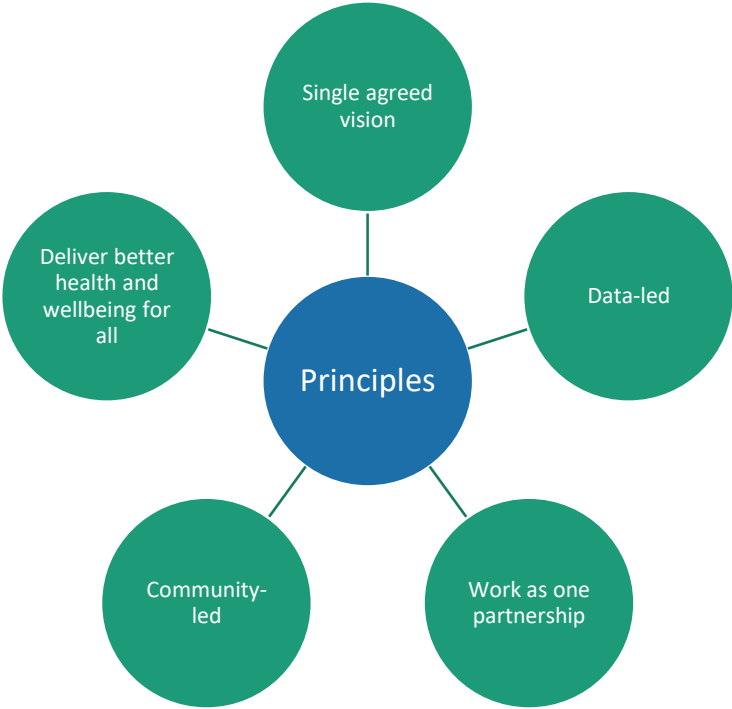 Single agreed
vision
Data-led
Work as one
partnership
Community-
led
Deliver better
health and
wellbeing for
all
Principles